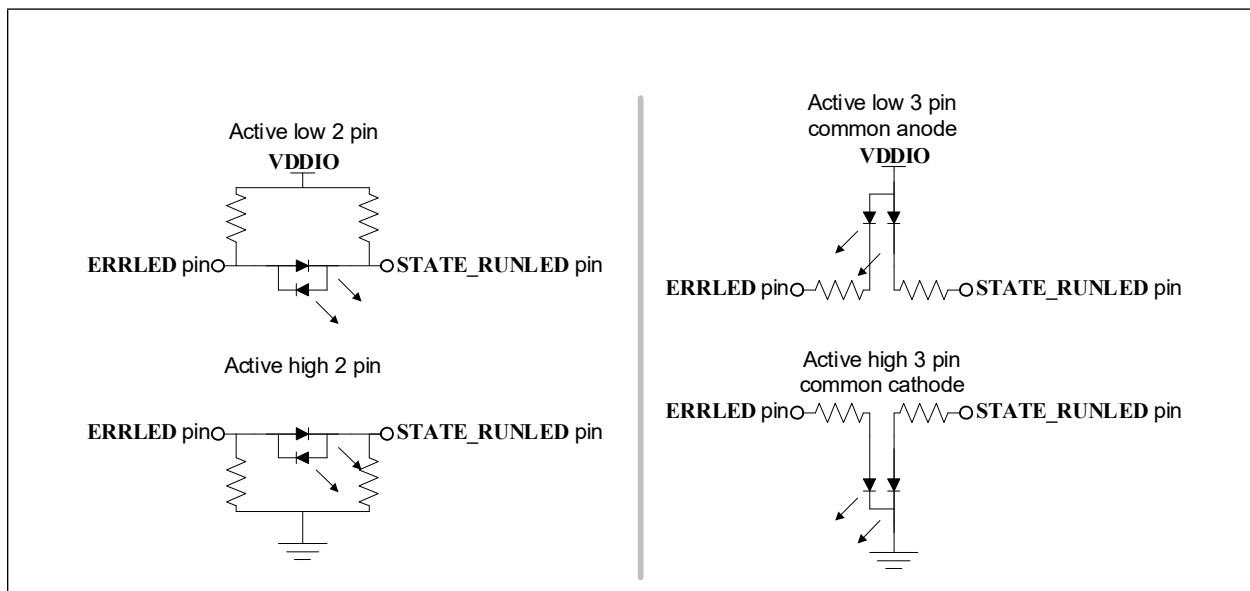 Active low 2 pin
VDDIO
ERRLED pin
STATE_RUNLED pin
Active high 2 pin
ERRLED pin
STATE_RUNLED pin
Active low 3 pin
common anode
VDDIO
ERRLED pin
STATE_RUNLED pin
Active high 3 pin
common cathode
ERRLED pin
STATE_RUNLED pin